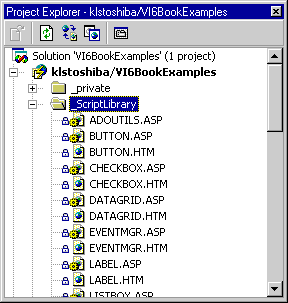 Project Explorer - klstoshiba/VI6BookExamples
Solution 'VI6BookExamples' (1 project)
klstoshiba/VI6BookExamples
_private
_ScriptLibrary
ADOUTILS.ASP
BUTTON.ASP
BUTTON.HTM
CHECKBOX.ASP
CHECKBOX.HTM
DATAGRID.ASP
DATAGRID.HTM
EVENTMGR.ASP
EVENTMGR.HTM
LABEL.ASP
LABEL.HTM
LISTBOX.ASP